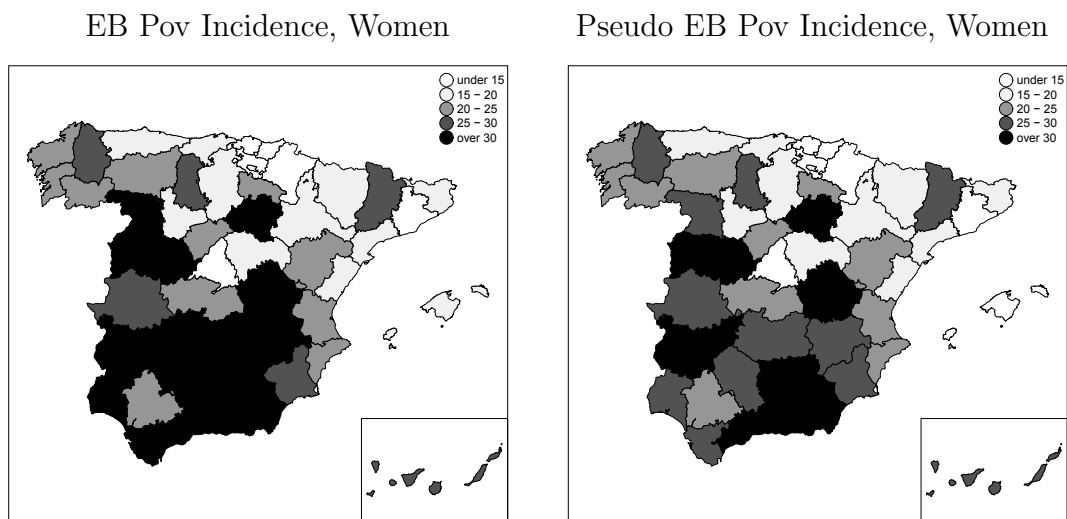 EB Pov Incidence, Women
under 15
15 − 20
20 − 25
25 − 30
over 30
Pseudo EB Pov Incidence, Women
under 15
15 − 20
20 − 25
25 − 30
over 30